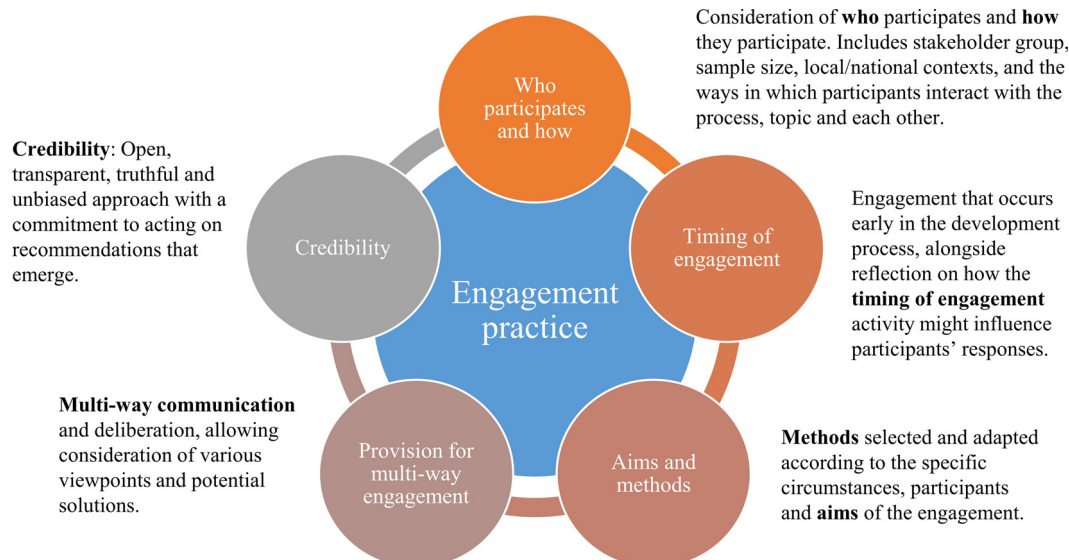 Consideration of who participates and how
they participate. Includes stakeholder group,
sample size, local/national contexts, and the
ways in which participants interact with the
process, topic and each other.
Who
participates
and how
Credibility: Open,
transparent, truthful and
unbiased approach with a
commitment to acting on
recommendations that
emerge.
Credibility
Timing of
engagement
Engagement that occurs
early in the development
process, alongside
reflection on how the
timing of engagement
activity might influence
participants’ responses.
Engagement
practice
Multi-way communication
and deliberation, allowing
consideration of various
viewpoints and potential
solutions.
Provision for
multi-way
engagement
Aims and
methods
Methods selected and adapted
according to the specific
circumstances, participants
and aims of the engagement.